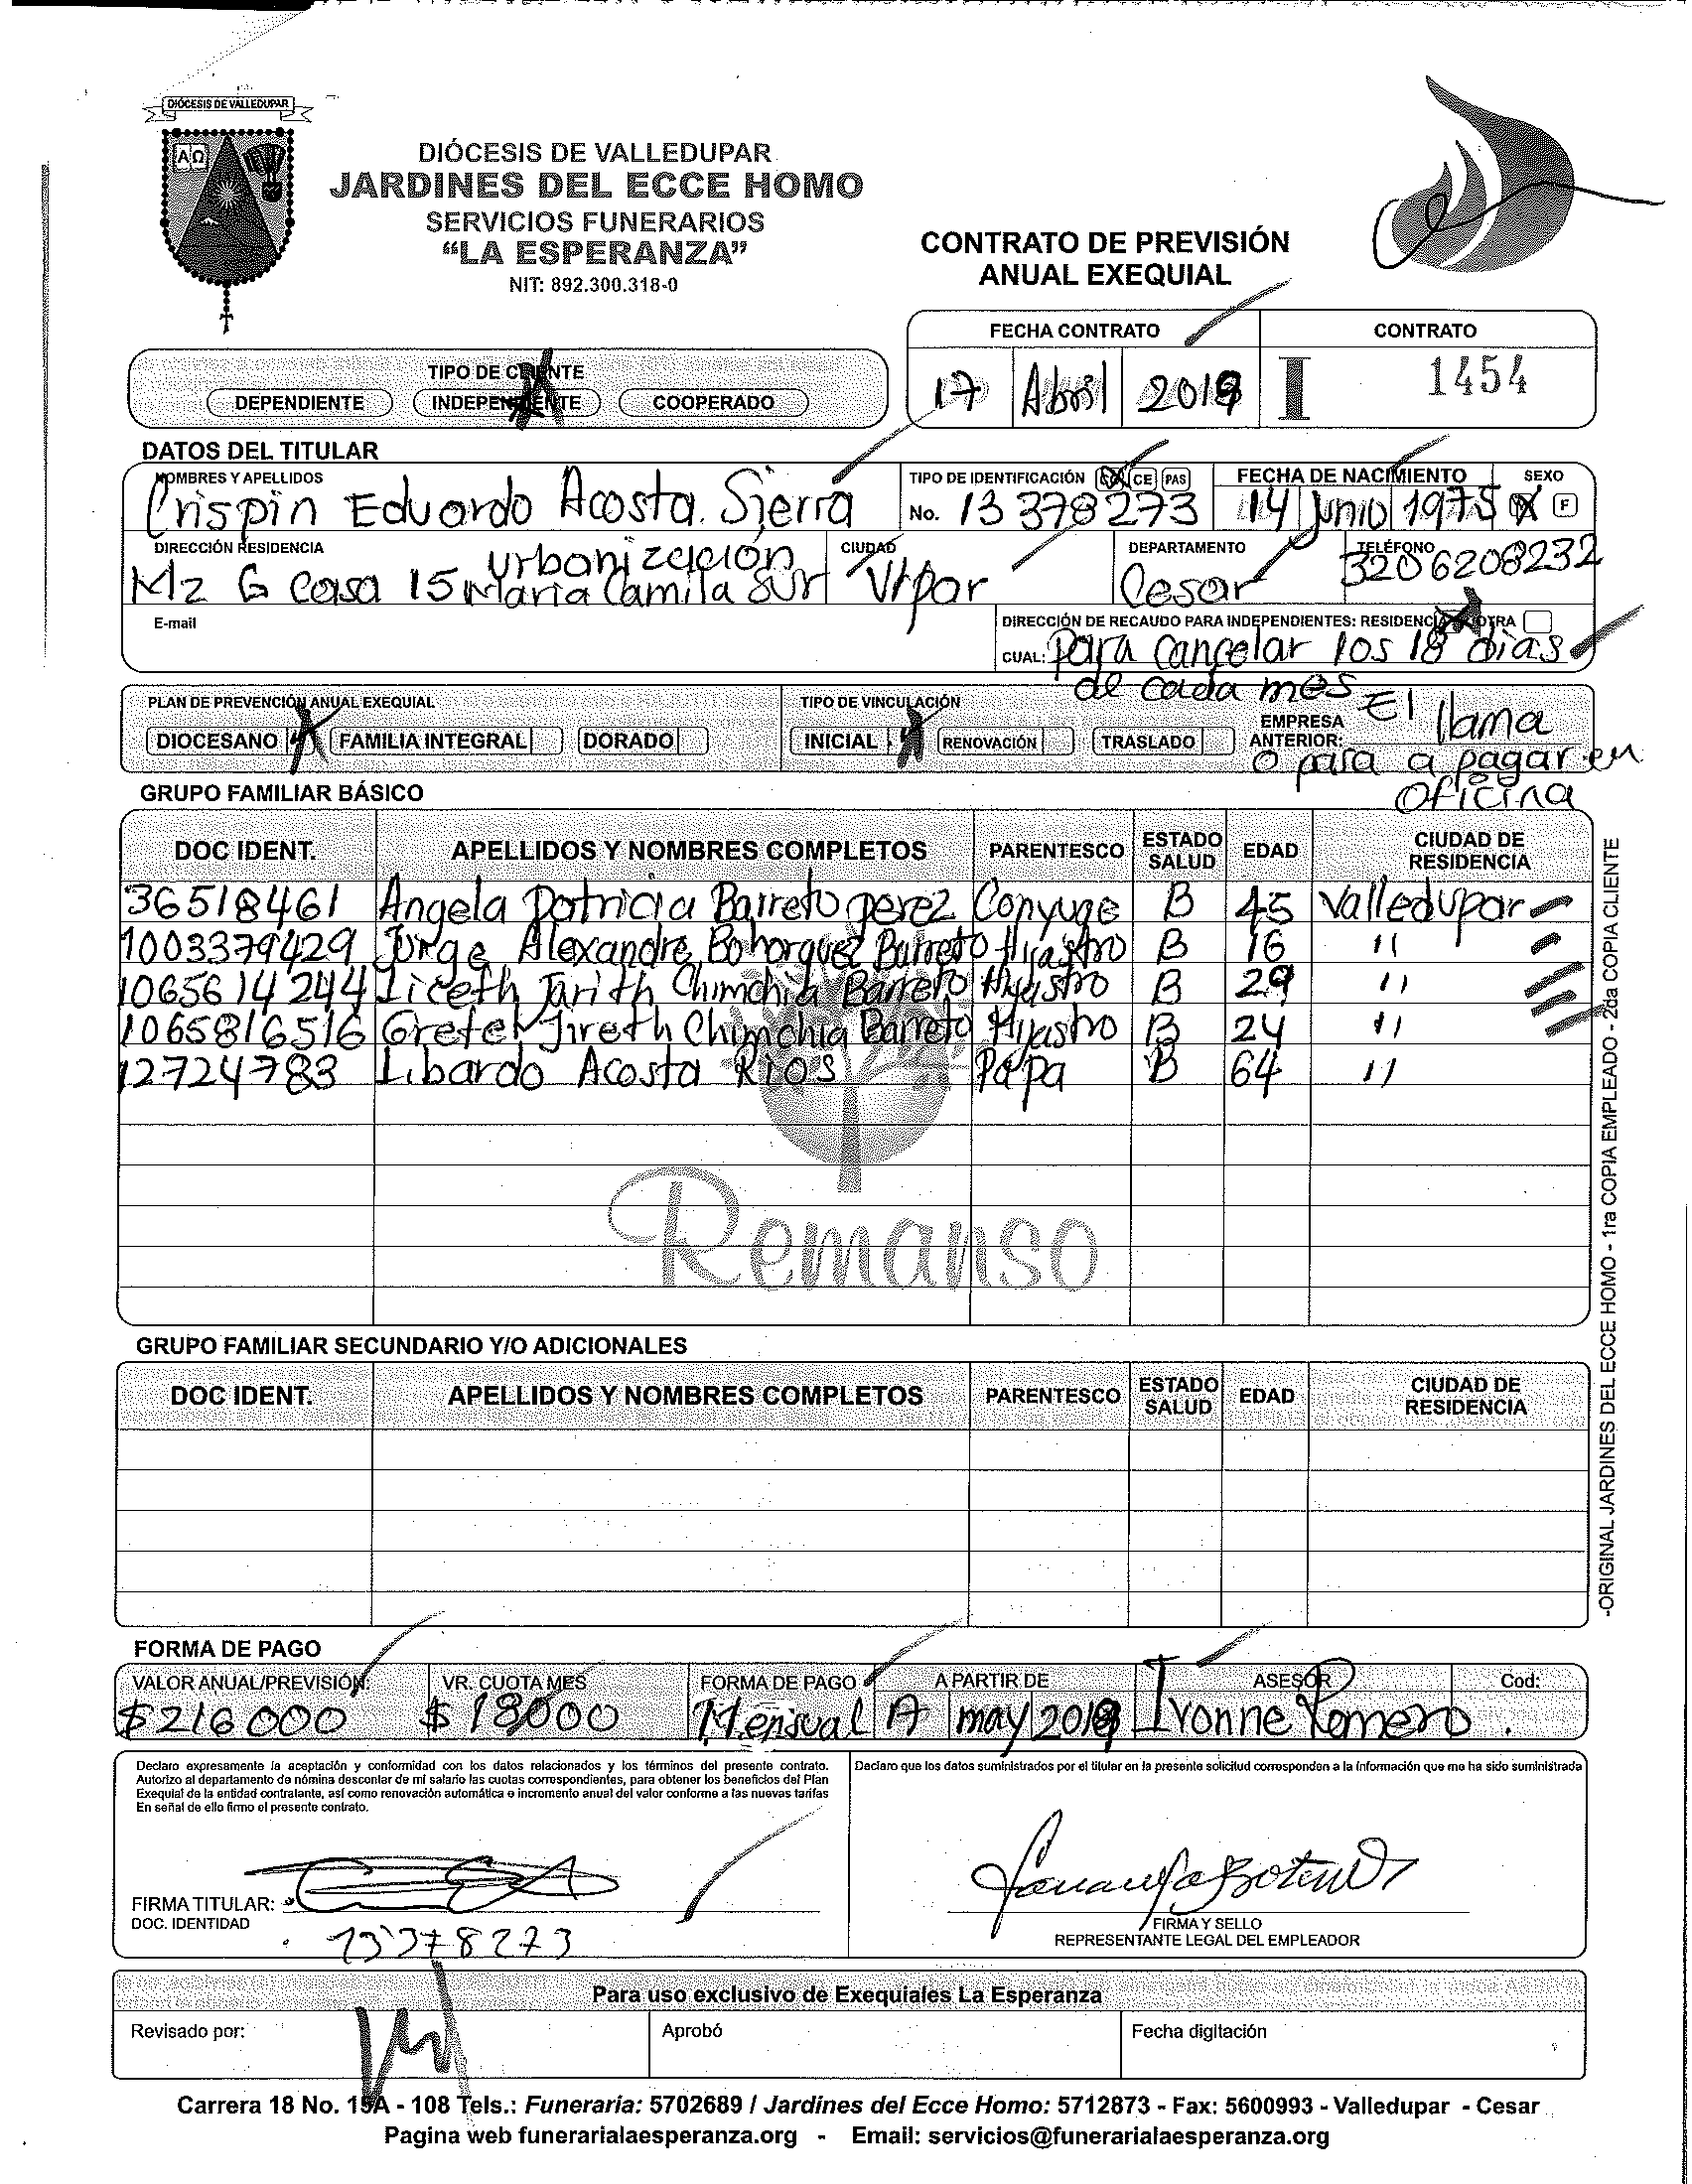 DIÓCESIS DE VALLEDUPAR
AΩ
DIÓCESIS DE VALLEDUPAR
JARDINES DEL ECCE HOMO
SERVICIOS FUNERARIOS
“LA ESPERANZA”
NIT: 892.300.318-0
CONTRATO DE PREVISIÓN
ANUAL EXEQUIAL
FECHA CONTRATO CONTRATO
17 Abril 2019 I 1454
TIPO DE CLIENTE
DEPENDIENTE INDEPENDIENTE COOPERADO
DATOS DEL TITULAR
NOMBRES Y APELLIDOS TIPO DE IDENTIFICACIÓN CE PAS FECHA DE NACIMIENTO SEXO
Crispin Eduardo Acosta Sierra No. 13 378273 14 Junio 1975 F
DIRECCIÓN RESIDENCIA CIUDAD DEPARTAMENTO TELÉFONO
Mz G casa 15 urbanización Maria Camila Sur V/par Cesar 3206208232
E-mail DIRECCIÓN DE RECAUDO PARA INDEPENDIENTES: RESIDENCIA OTRA
CUAL: para cancelar los 18 dias
de cada mes
PLAN DE PREVENCIÓN ANUAL EXEQUIAL TIPO DE VINCULACIÓN EMPRESA El llama
DIOCESANO FAMILIA INTEGRAL DORADO INICIAL RENOVACIÓN TRASLADO ANTERIOR:
o pasa a pagar en
oficina
GRUPO FAMILIAR BÁSICO
DOC IDENT. APELLIDOS Y NOMBRES COMPLETOS PARENTESCO ESTADO SALUD EDAD CIUDAD DE RESIDENCIA
36518461 Angela Patricia Barreto perez Conyuge B 45 Valledupar
1003379429 Jorge Alexandre Bohorquez Barreto Hijastro B 16 "
1065614244 Liceth Jarith Chimchia Barreto Hijastro B 29 "
1065816516 Gretel Jireth Chimchia Barreto Hijastro B 24 "
12724783 Libardo Acosta Rios Papa B 64 "
Remanso
GRUPO FAMILIAR SECUNDARIO Y/O ADICIONALES
DOC IDENT. APELLIDOS Y NOMBRES COMPLETOS PARENTESCO ESTADO SALUD EDAD CIUDAD DE RESIDENCIA
-ORIGINAL JARDINES DEL ECCE HOMO - 1ra COPIA EMPLEADO - 2da COPIA CLIENTE
FORMA DE PAGO
VALOR ANUAL/PREVISIÓN: VR. CUOTA MES FORMA DE PAGO A PARTIR DE ASESOR Cod:
$216000 $18000 Mensual A may 2019 Ivonne Romero.
Declaro expresamente la aceptación y conformidad con los datos relacionados y los términos del presente contrato.
Autorizo al departamento de nómina descontar de mi salario las cuotas correspondientes, para obtener los beneficios del Plan
Exequial de la entidad contratante, así como renovación automática e incremento anual del valor conforme a las nuevas tarifas
En señal de ello firmo el presente contrato.
Declaro que los datos suministrados por el titular en la presente solicitud corresponden a la información que me ha sido suministrada
FIRMA TITULAR:
DOC. IDENTIDAD
13378273
FIRMA Y SELLO
REPRESENTANTE LEGAL DEL EMPLEADOR
Para uso exclusivo de Exequiales La Esperanza
Revisado por: Aprobó Fecha digitación
Carrera 18 No. 15A - 108 Tels.: Funeraria: 5702689 / Jardines del Ecce Homo: 5712873 - Fax: 5600993 - Valledupar - Cesar
Pagina web funerarialaesperanza.org - Email: servicios@funerarialaesperanza.org